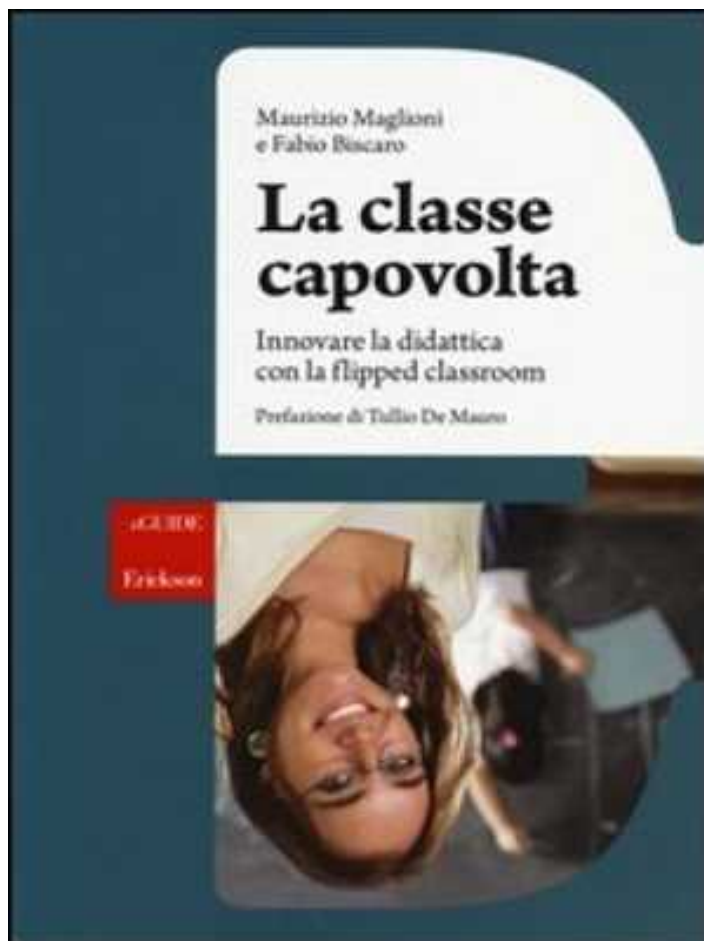 Maurizio Maglioni
e Fabio Biscaro
La classe
capovolta
Innovare la didattica
con la flipped classroom
Prefazione di Tullio De Mauro
GUIDE
Erickson